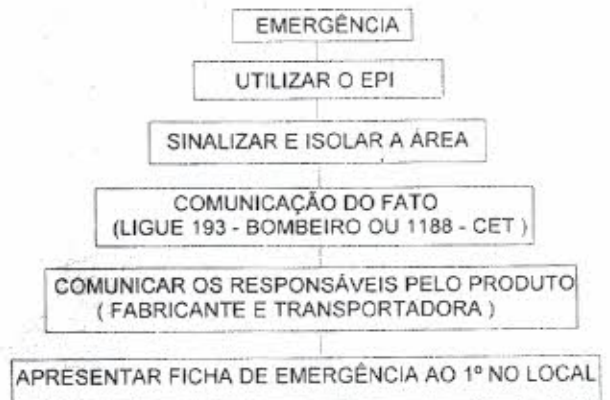 EMERGÊNCIA
UTILIZAR O EPI
SINALIZAR E ISOLAR A ÁREA
COMUNICAÇÃO DO FATO
(LIGUE 193 - BOMBEIRO OU 1188 - CET )
COMUNICAR OS RESPONSÁVEIS PELO PRODUTO
( FABRICANTE E TRANSPORTADORA )
APRESENTAR FICHA DE EMERGÊNCIA AO 1º NO LOCAL